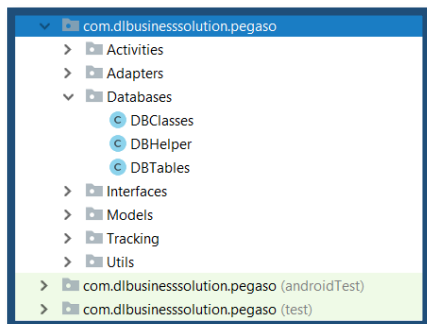 com.dlbusinesssolution.pegaso
Activities
Adapters
Databases
C DBClasses
C DBHelper
C DBTables
Interfaces
Models
Tracking
Utils
com.dlbusinesssolution.pegaso (androidTest)
com.dlbusinesssolution.pegaso (test)